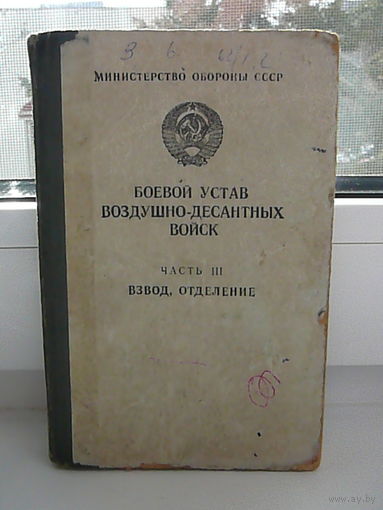 МИНИСТЕРСТВО ОБОРОНЫ СССР
БОЕВОЙ УСТАВ
ВОЗДУШНО-ДЕСАНТНЫХ
ВОЙСК
ЧАСТЬ III
ВЗВОД, ОТДЕЛЕНИЕ
www.ay.by